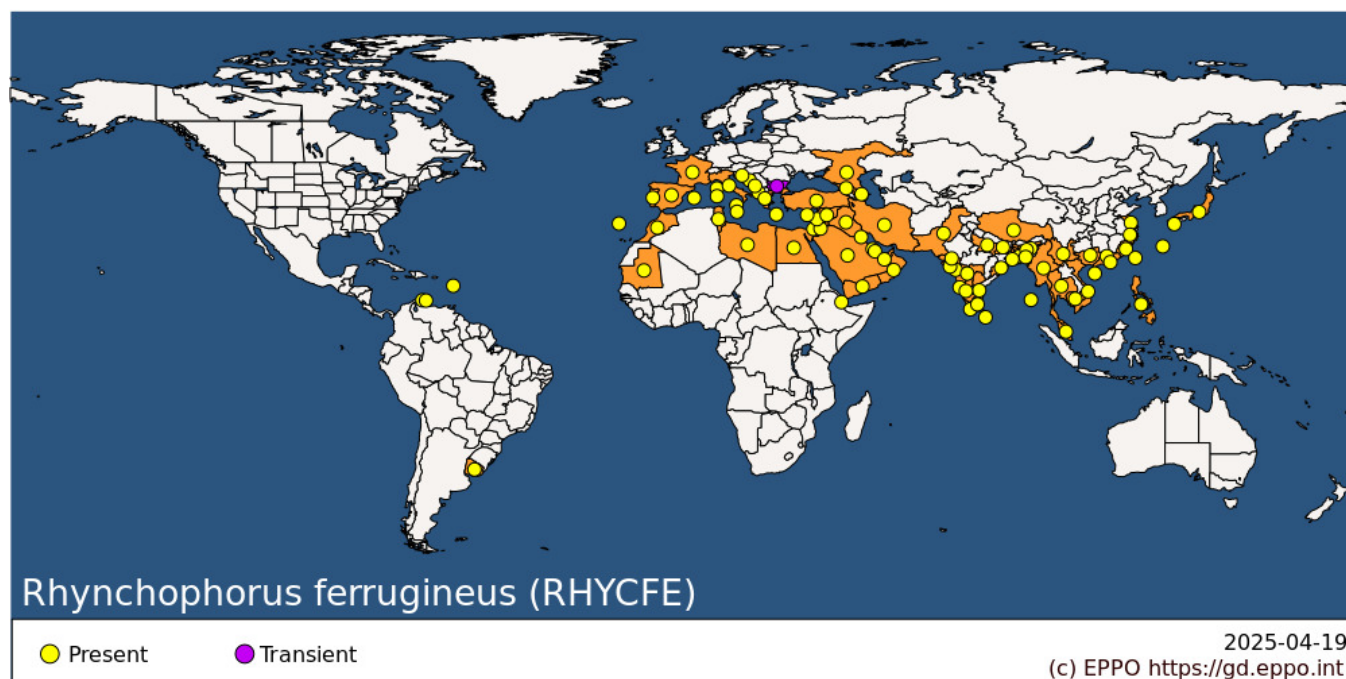 Rhynchophorus ferrugineus (RHYCFE)
Present
Transient
2025-04-19
(c) EPPO https://gd.eppo.int